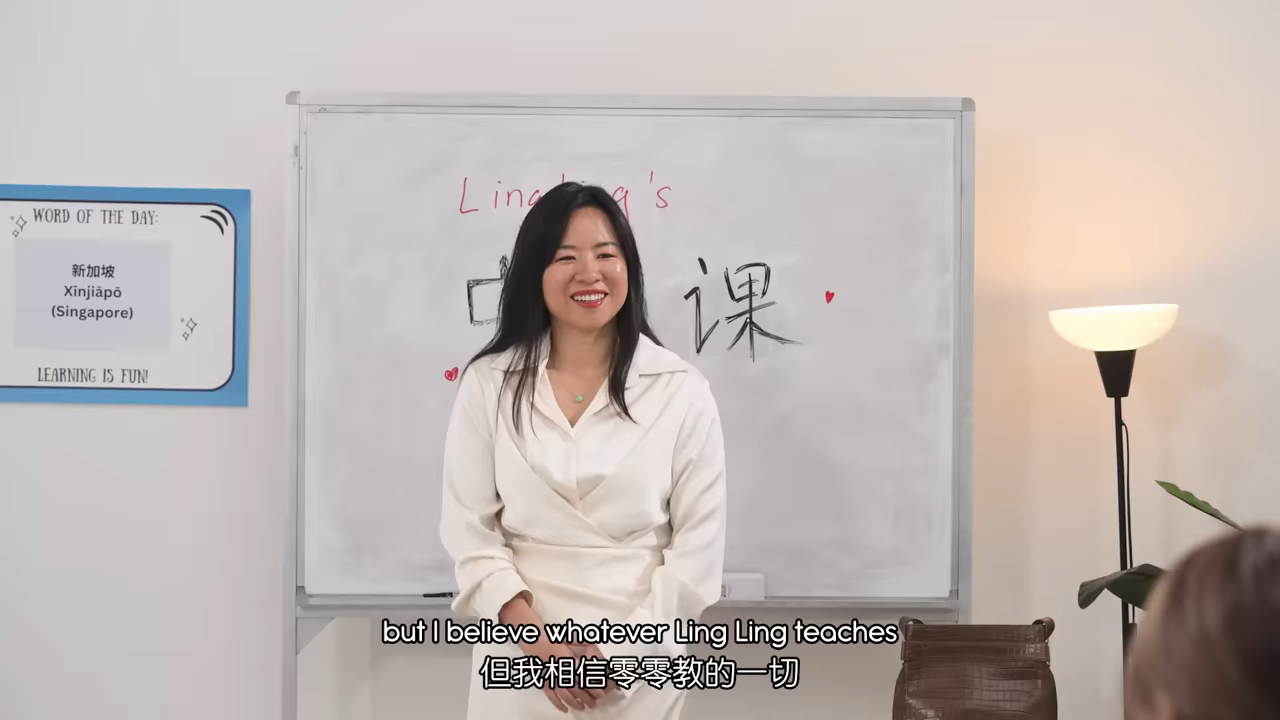 WORD OF THE DAY:
新加坡
Xīnjiāpō
(Singapore)
LEARNING IS FUN!
课
but I believe whatever Ling Ling teaches
但我相信零零教的一切